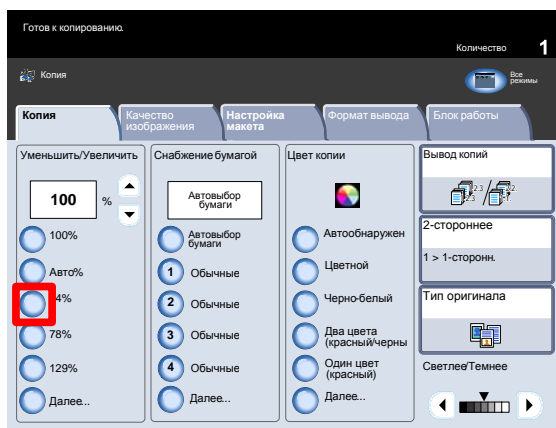 Готов к копированию.
Количество 1
Копия
Все
режимы
Копия
Качество
изображения
Настройка
макета
Формат вывода
Блок работы
Уменьшить/Увеличить
100 %
100%
Авто%
4%
78%
129%
Далее...
Снабжение бумагой
Автовыбор
бумаги
Автовыбор
бумаги
1 Обычные
2 Обычные
3 Обычные
4 Обычные
Далее...
Цвет копии
Автообнаружен
Цветной
Черно-белый
Два цвета
(красный/черны
Один цвет
(красный)
Далее...
Вывод копий
2-стороннее
1 > 1-сторонн.
Тип оригинала
Светлее/Темнее